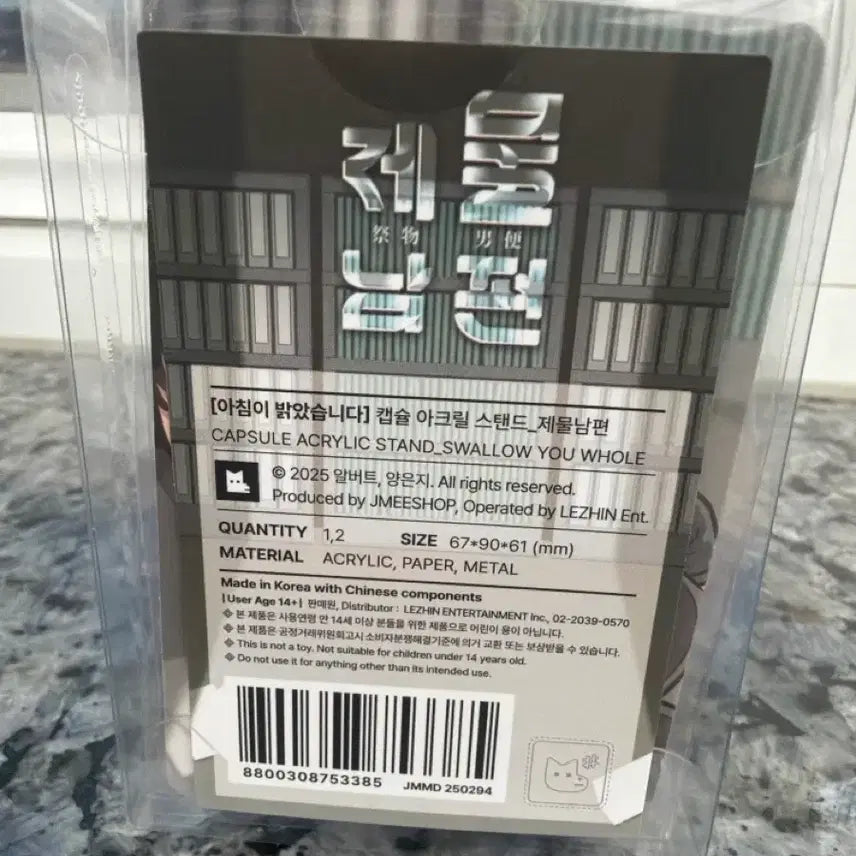 제물
祭物 男便
남편
[아침이 밝았습니다] 캡슐 아크릴 스탠드_제물남편
CAPSULE ACRYLIC STAND_SWALLOW YOU WHOLE
© 2025 알버트, 양은지. All rights reserved.
Produced by JMEESHOP, Operated by LEZHIN Ent.
QUANTITY 1,2 SIZE 67*90*61 (mm)
MATERIAL ACRYLIC, PAPER, METAL
Made in Korea with Chinese components
| User Age 14+ | 판매원, Distributor : LEZHIN ENTERTAINMENT Inc., 02-2039-0570
❖ 본 제품은 사용연령 만 14세 이상 분들을 위한 제품으로 어린이 용이 아닙니다.
❖ 본 제품은 공정거래위원회고시 소비자분쟁해결기준에 의거 교환 또는 보상받을 수 있습니다.
❖ This is not a toy. Not suitable for children under 14 years old.
❖ Do not use it for anything other than its intended use.
8800308753385 JMMD 250294